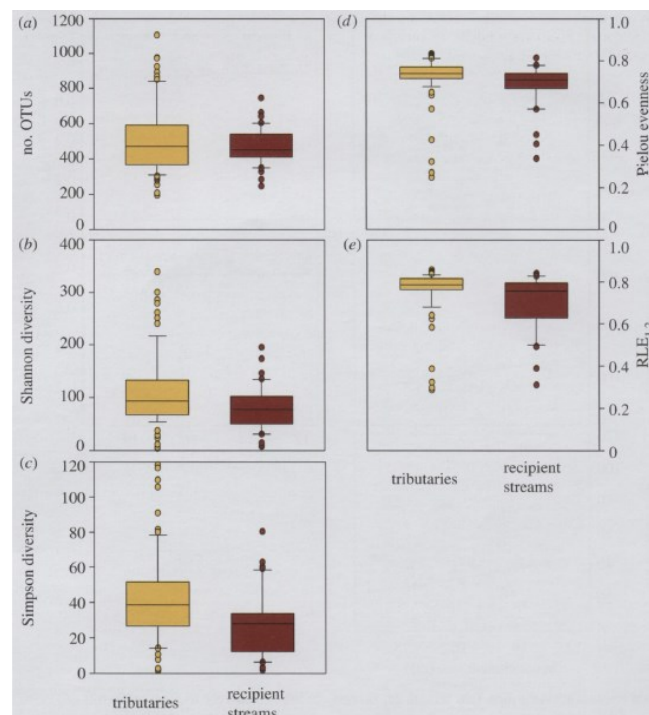 (a)
1200
1000
800
600
400
200
0
no. OTUs
(d)
1.0
0.8
0.6
0.4
0.2
0
Pielou evenness
(b)
400
300
200
100
0
Shannon diversity
(e)
1.0
0.8
0.6
0.4
0.2
0
tributaries
recipient
streams
(c)
120
100
80
60
40
20
0
Simpson diversity
tributaries
recipient
streams